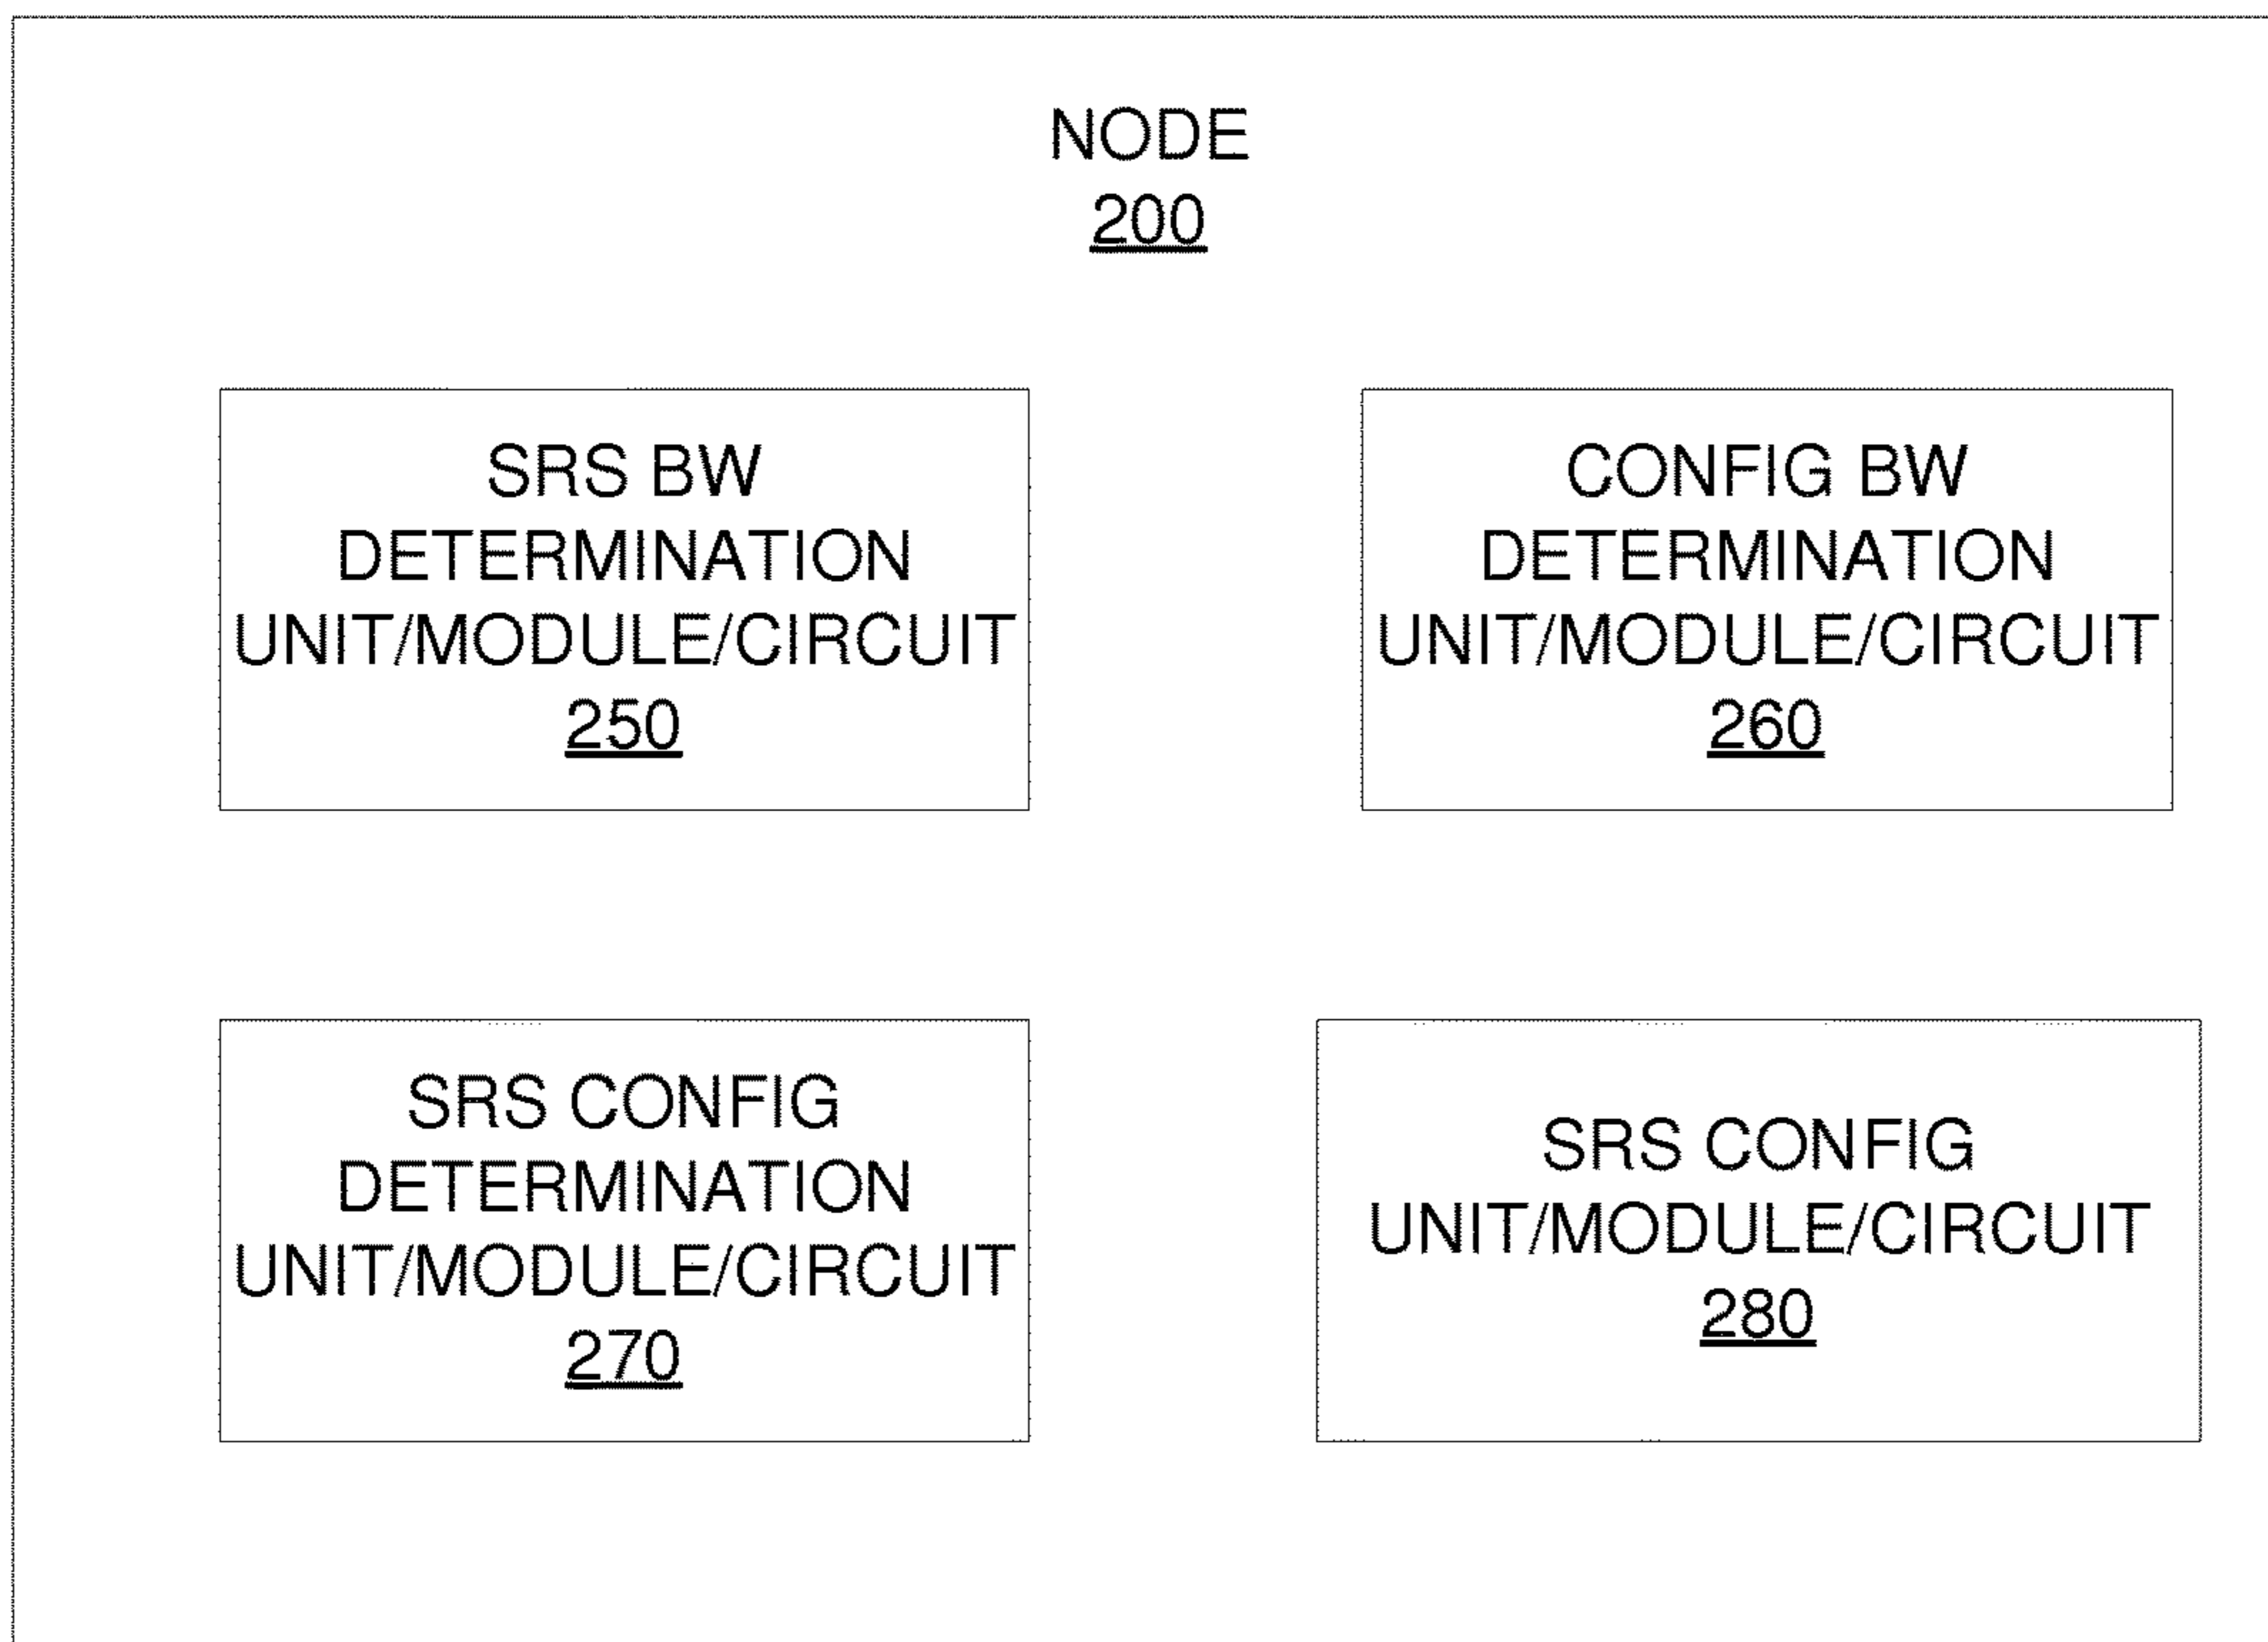 NODE
200
SRS BW
DETERMINATION
UNIT/MODULE/CIRCUIT
250
CONFIG BW
DETERMINATION
UNIT/MODULE/CIRCUIT
260
SRS CONFIG
DETERMINATION
UNIT/MODULE/CIRCUIT
270
SRS CONFIG
UNIT/MODULE/CIRCUIT
280